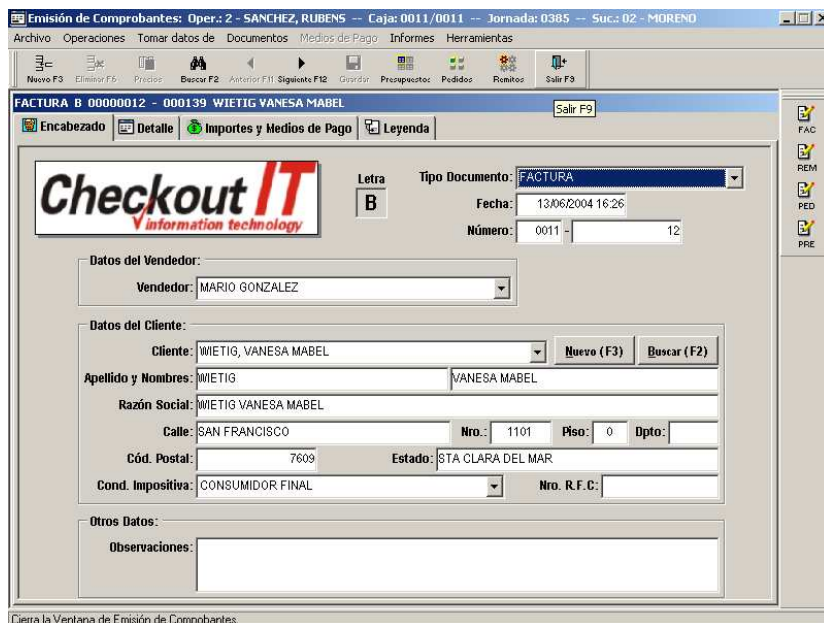 Emisión de Comprobantes: Oper.: 2 - SANCHEZ, RUBENS -- Caja: 0011/0011 -- Jornada: 0385 -- Suc.: 02 - MORENO
Archivo Operaciones Tomar datos de Documentos Medios de Pago Informes Herramientas
Nuevo F3 Eliminar F6 Precios Buscar F2 Anterior F11 Siguiente F12 Guardar Presupuestos Pedidos Remitos Salir F9
FACTURA B 00000012 - 000139 WIETIG VANESA MABEL
Salir F9
Encabezado Detalle Importes y Medios de Pago Leyenda
FAC
REM
PED
PRE
Checkout IT
information technology
Letra
B
Tipo Documento: FACTURA
Fecha: 13/06/2004 16:26
Número: 0011 - 12
Datos del Vendedor:
Vendedor: MARIO GONZALEZ
Datos del Cliente:
Cliente: WIETIG, VANESA MABEL Nuevo (F3) Buscar (F2)
Apellido y Nombres: WIETIG VANESA MABEL
Razón Social: WIETIG VANESA MABEL
Calle: SAN FRANCISCO Nro.: 1101 Piso: 0 Dpto:
Cód. Postal: 7609 Estado: STA CLARA DEL MAR
Cond. Impositiva: CONSUMIDOR FINAL Nro. R.F.C:
Otros Datos:
Observaciones:
Cierra la Ventana de Emisión de Comprobantes.